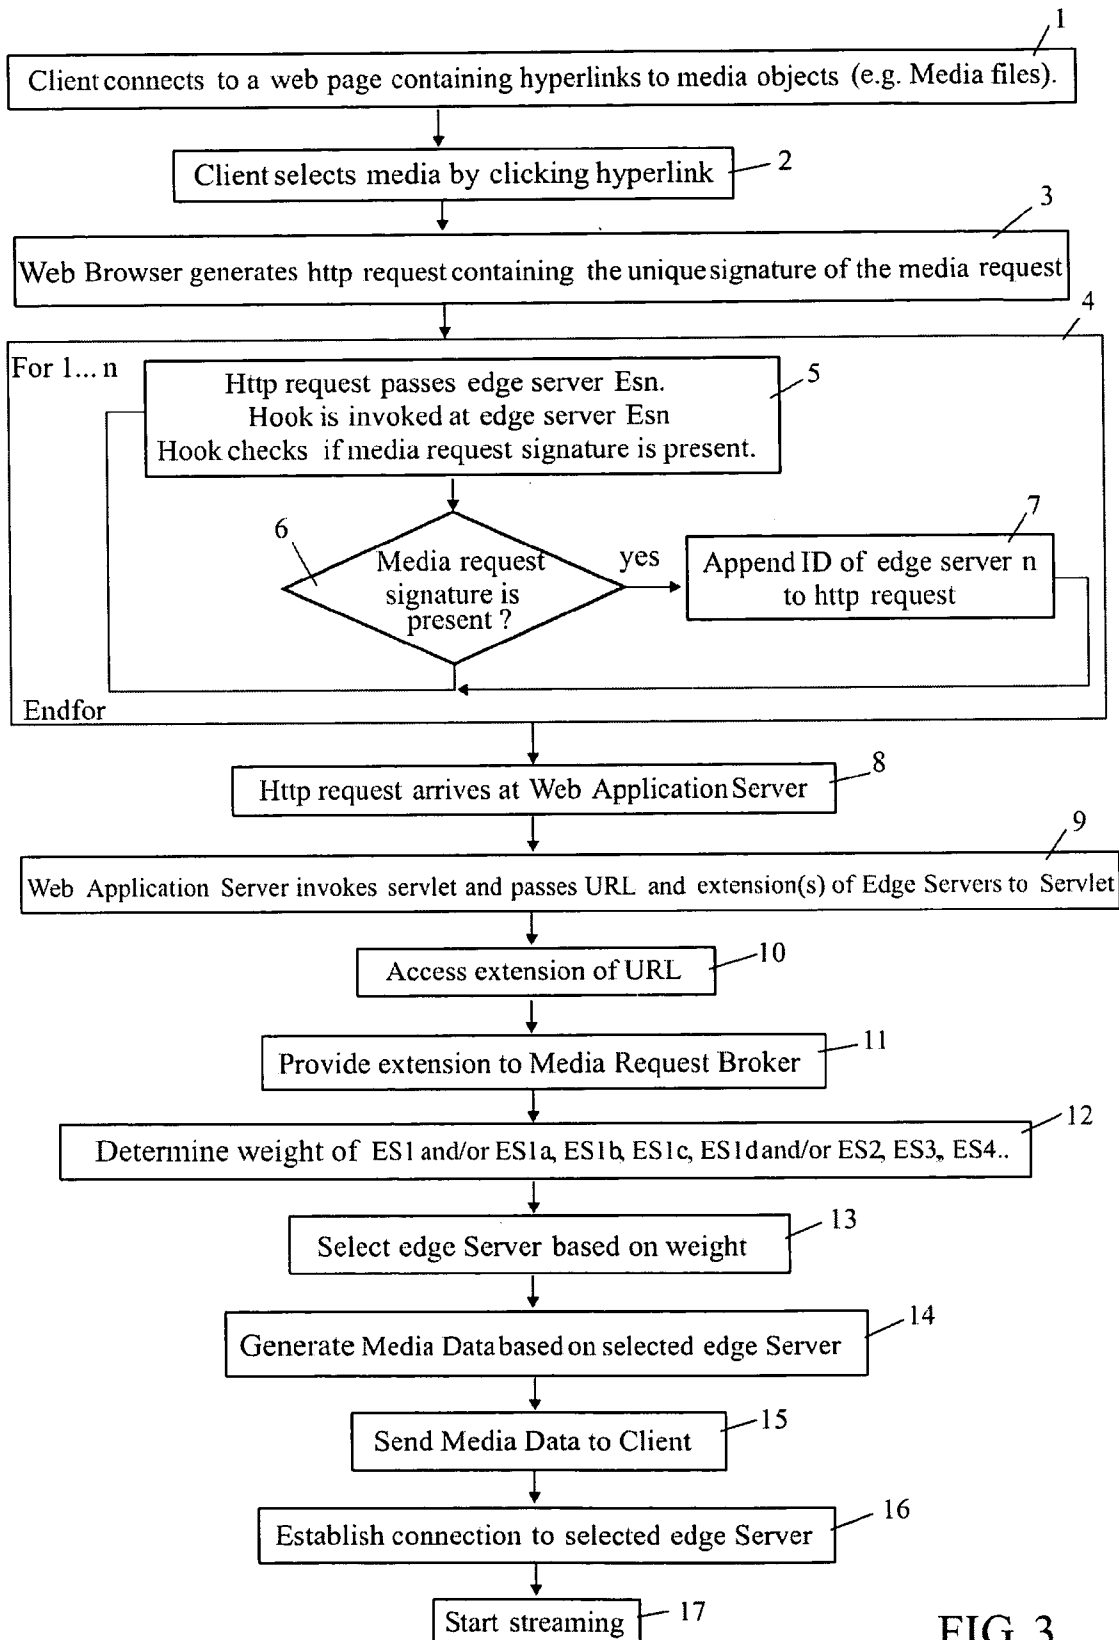 1
Client connects to a web page containing hyperlinks to media objects (e.g. Media files).
2
Client selects media by clicking hyperlink
3
Web Browser generates http request containing the unique signature of the media request
4
For 1... n
5
Http request passes edge server Esn.
Hook is invoked at edge server Esn
Hook checks if media request signature is present.
6
Media request
signature is
present ?
yes
7
Append ID of edge server n
to http request
Endfor
8
Http request arrives at Web Application Server
9
Web Application Server invokes servlet and passes URL and extension(s) of Edge Servers to Servlet
10
Access extension of URL
11
Provide extension to Media Request Broker
12
Determine weight of ES1 and/or ES1a, ES1b, ES1c, ES1d and/or ES2, ES3,, ES4..
13
Select edge Server based on weight
14
Generate Media Data based on selected edge Server
15
Send Media Data to Client
16
Establish connection to selected edge Server
17
Start streaming
FIG. 3